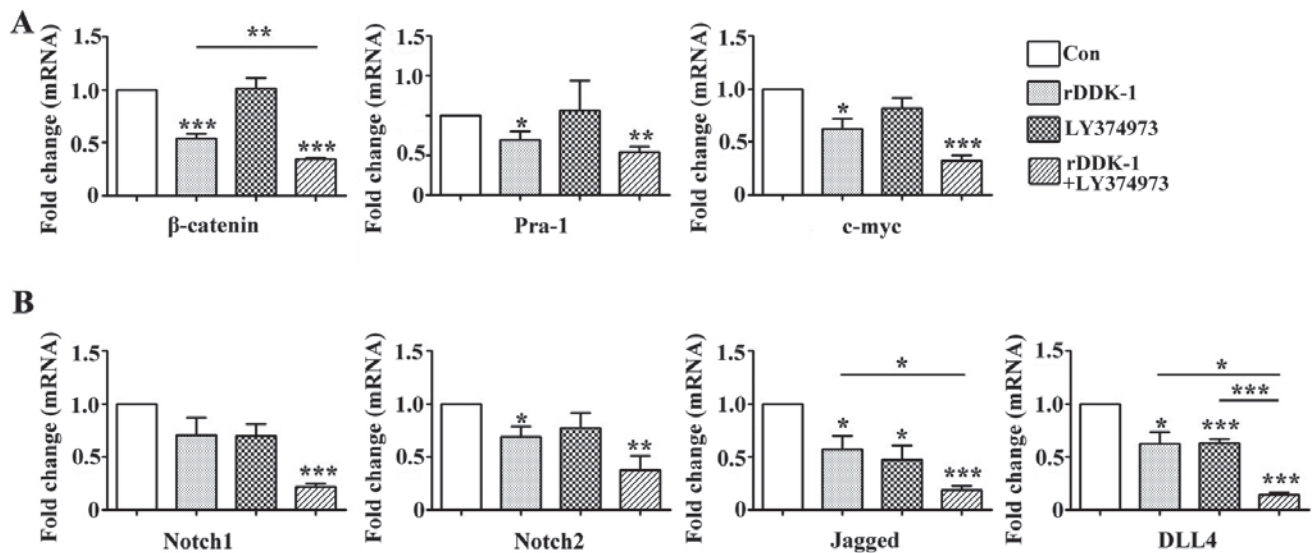 A
Fold change (mRNA)
1.5
1.0
0.5
0
**
***
***
β-catenin
Fold change (mRNA)
1.5
1.0
0.5
0
*
**
Pra-1
Fold change (mRNA)
1.5
1.0
0.5
0
*
***
c-myc
Con
rDDK-1
LY374973
rDDK-1
+LY374973
B
Fold change (mRNA)
1.5
1.0
0.5
0
***
Notch1
Fold change (mRNA)
1.5
1.0
0.5
0
*
**
Notch2
Fold change (mRNA)
1.5
1.0
0.5
0
*
*
*
***
Jagged
Fold change (mRNA)
1.5
1.0
0.5
0
*
***
*
***
***
DLL4